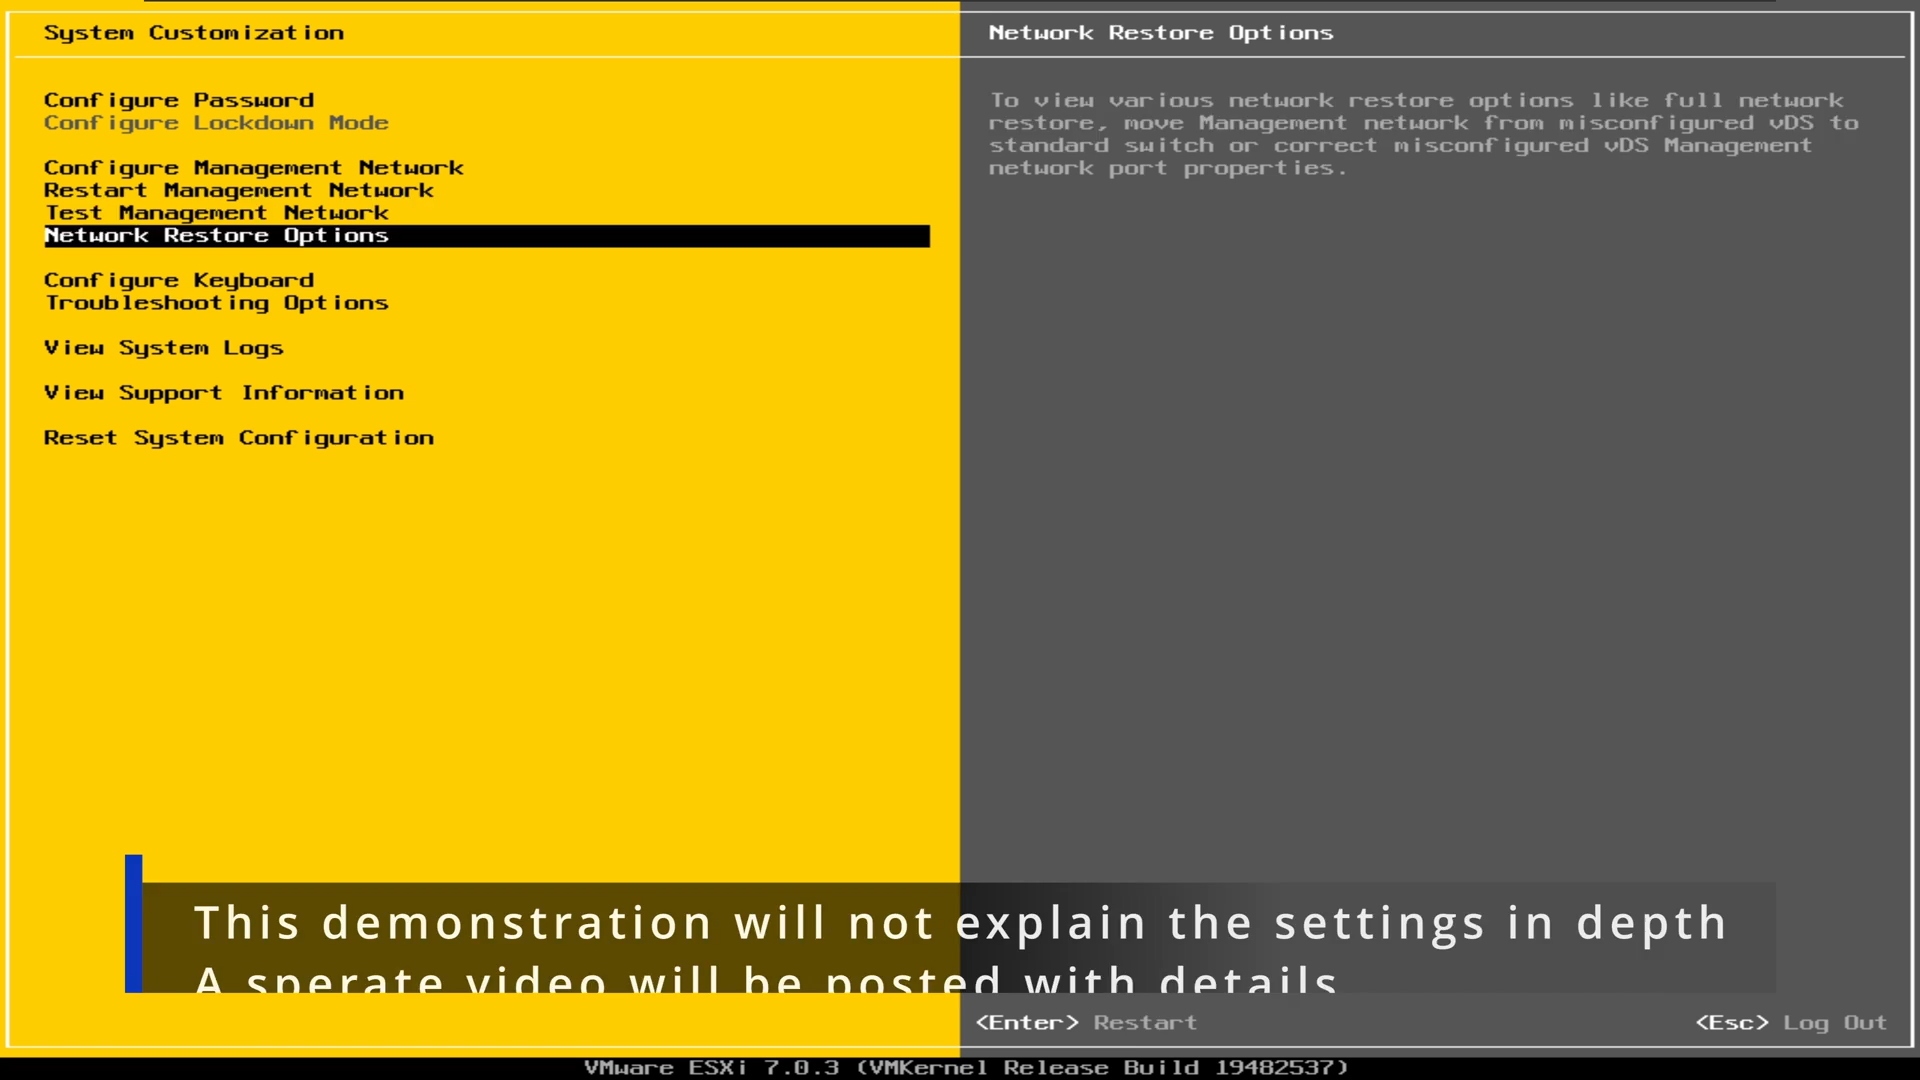 System Customization
Configure Password
Configure Lockdown Mode
Configure Management Network
Restart Management Network
Test Management Network
Network Restore Options
Configure Keyboard
Troubleshooting Options
View System Logs
View Support Information
Reset System Configuration
Network Restore Options
To view various network restore options like full network
restore, move Management network from misconfigured vDS to
standard switch or correct misconfigured vDS Management
network port properties.
This demonstration will not explain the settings in depth
A sperate video will be posted with details
<Enter> Restart
<Esc> Log Out
VMware ESXi 7.0.3 (VMKernel Release Build 19482537)